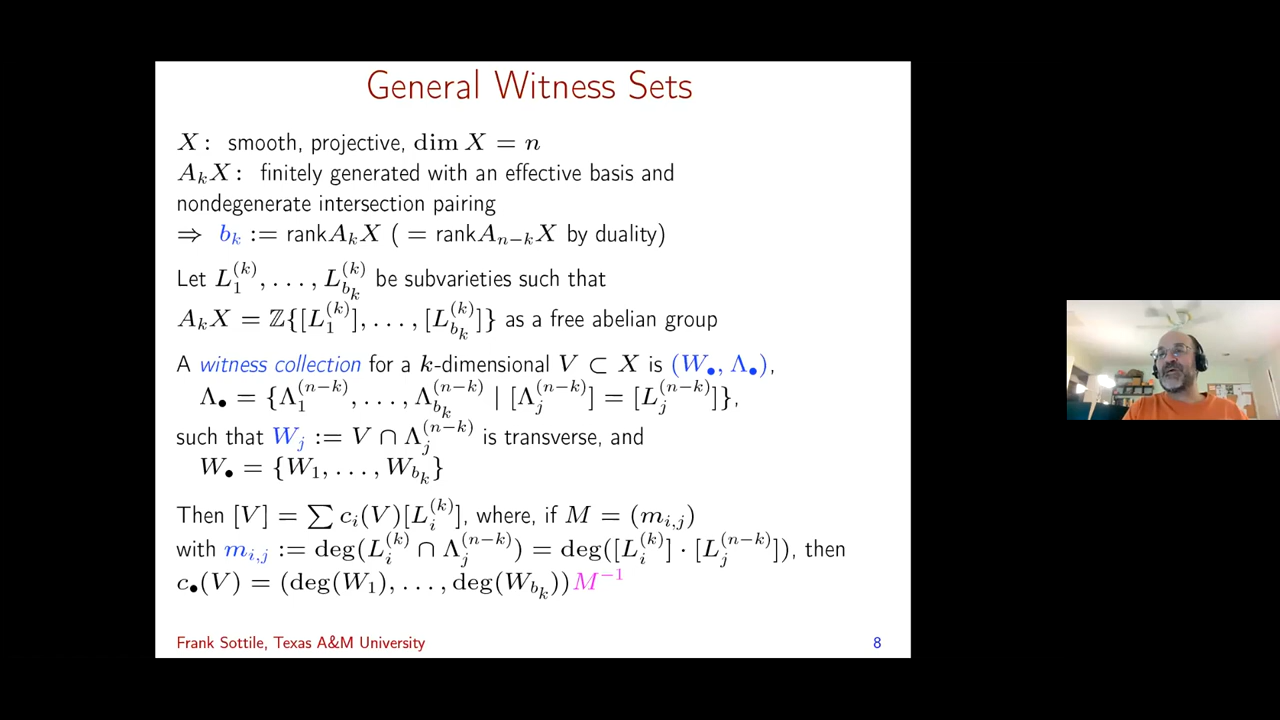 General Witness Sets
X : smooth, projective, dim X = n
A_k X : finitely generated with an effective basis and
nondegenerate intersection pairing
⇒ b_k := rank A_k X ( = rank A_{n−k} X by duality)
Let L_1^{(k)}, . . . , L_{b_k}^{(k)} be subvarieties such that
A_k X = ℤ{[L_1^{(k)}], . . . , [L_{b_k}^{(k)}]} as a free abelian group
A witness collection for a k-dimensional V ⊂ X is (W_•, Λ_•),
Λ_• = {Λ_1^{(n−k)}, . . . , Λ_{b_k}^{(n−k)} | [Λ_j^{(n−k)}] = [L_j^{(n−k)}]},
such that W_j := V ∩ Λ_j^{(n−k)} is transverse, and
W_• = {W_1, . . . , W_{b_k}}
Then [V] = ∑ c_i(V)[L_i^{(k)}], where, if M = (m_{i,j})
with m_{i,j} := deg(L_i^{(k)} ∩ Λ_j^{(n−k)}) = deg([L_i^{(k)}] · [L_j^{(n−k)}]), then
c_•(V) = (deg(W_1), . . . , deg(W_{b_k}))M^{−1}
Frank Sottile, Texas A&M University 8